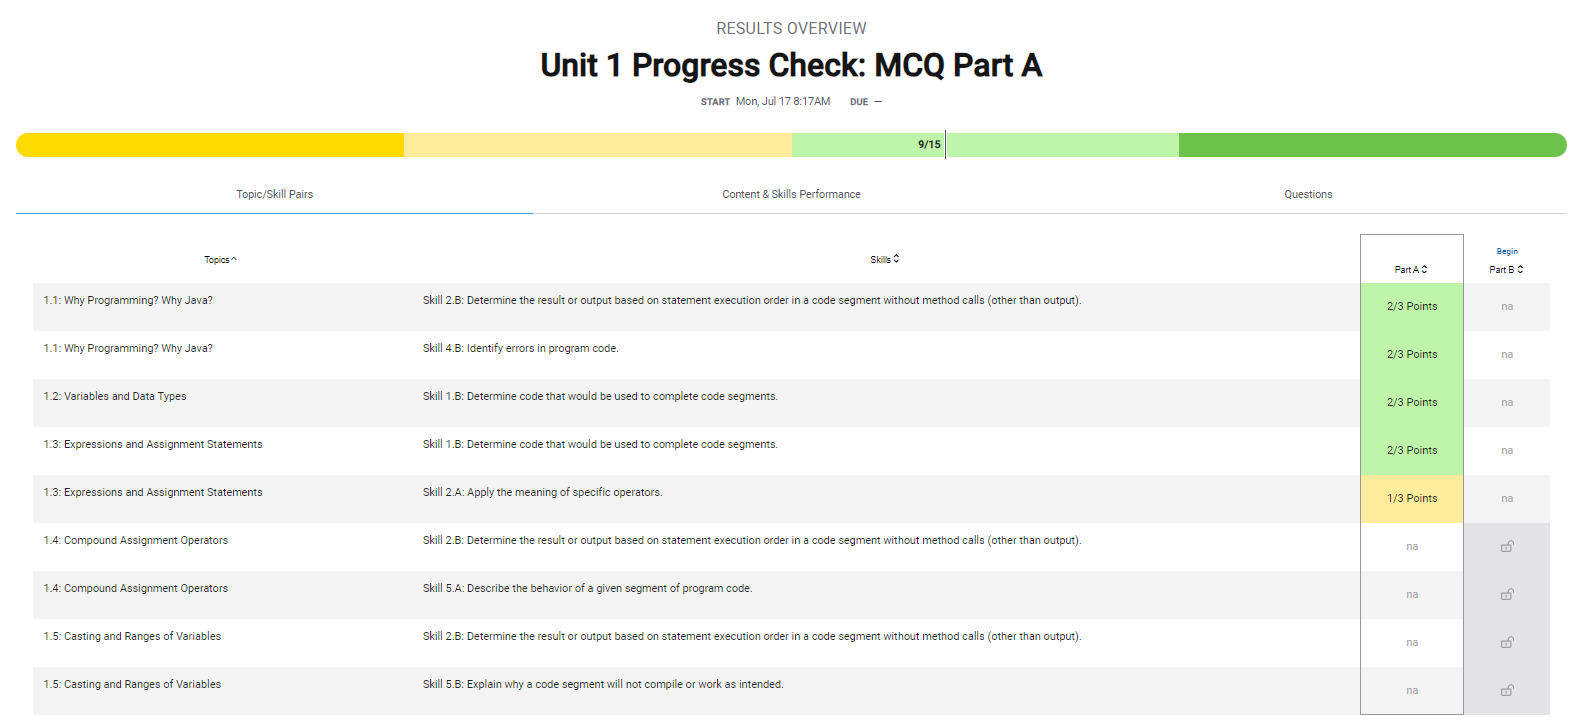 RESULTS OVERVIEW
Unit 1 Progress Check: MCQ Part A
START Mon, Jul 17 8:17AM DUE —
9/15
Topic/Skill Pairs Content & Skills Performance Questions
Begin
Topics Skills Part A Part B
1.1: Why Programming? Why Java? Skill 2.B: Determine the result or output based on statement execution order in a code segment without method calls (other than output). 2/3 Points na
1.1: Why Programming? Why Java? Skill 4.B: Identify errors in program code. 2/3 Points na
1.2: Variables and Data Types Skill 1.B: Determine code that would be used to complete code segments. 2/3 Points na
1.3: Expressions and Assignment Statements Skill 1.B: Determine code that would be used to complete code segments. 2/3 Points na
1.3: Expressions and Assignment Statements Skill 2.A: Apply the meaning of specific operators. 1/3 Points na
1.4: Compound Assignment Operators Skill 2.B: Determine the result or output based on statement execution order in a code segment without method calls (other than output). na
1.4: Compound Assignment Operators Skill 5.A: Describe the behavior of a given segment of program code. na
1.5: Casting and Ranges of Variables Skill 2.B: Determine the result or output based on statement execution order in a code segment without method calls (other than output). na
1.5: Casting and Ranges of Variables Skill 5.B: Explain why a code segment will not compile or work as intended. na